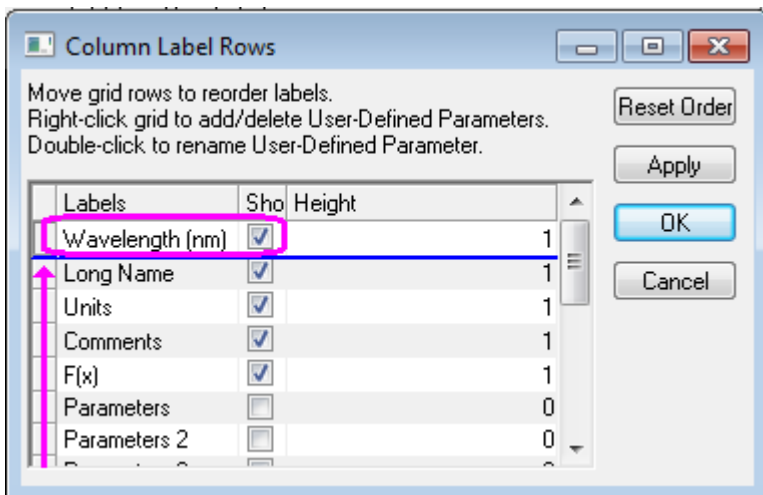 Column Label Rows
Move grid rows to reorder labels.
Right-click grid to add/delete User-Defined Parameters.
Double-click to rename User-Defined Parameter.
Reset Order
Apply
OK
Cancel
Labels Sho Height
Wavelength (nm) 1
Long Name 1
Units 1
Comments 1
F(x) 1
Parameters 0
Parameters 2 0